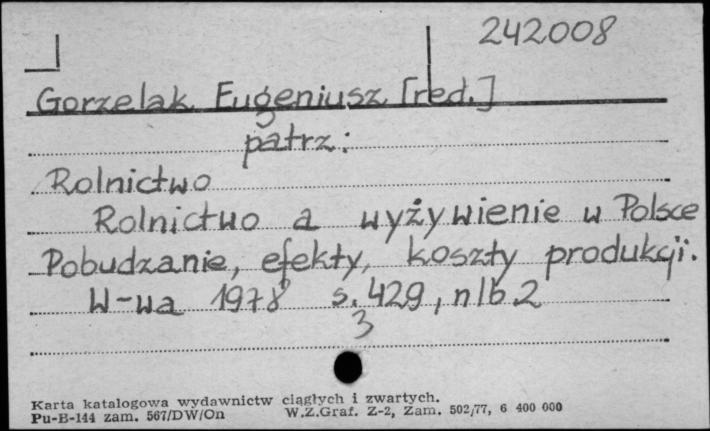 242008
Gorzelak Eugeniusz [red.]
patrz:
Rolnictwo
Rolnictwo a wyżywienie w Polsce
Pobudzanie, efekty, koszty produkcji.
W-wa 1978 s. 429, nlb 2
3
Karta katalogowa wydawnictw ciągłych i zwartych.
Pu-B-144 zam. 567/DW/On W.Z.Graf. Z-2, Zam. 502/77, 6 400 000